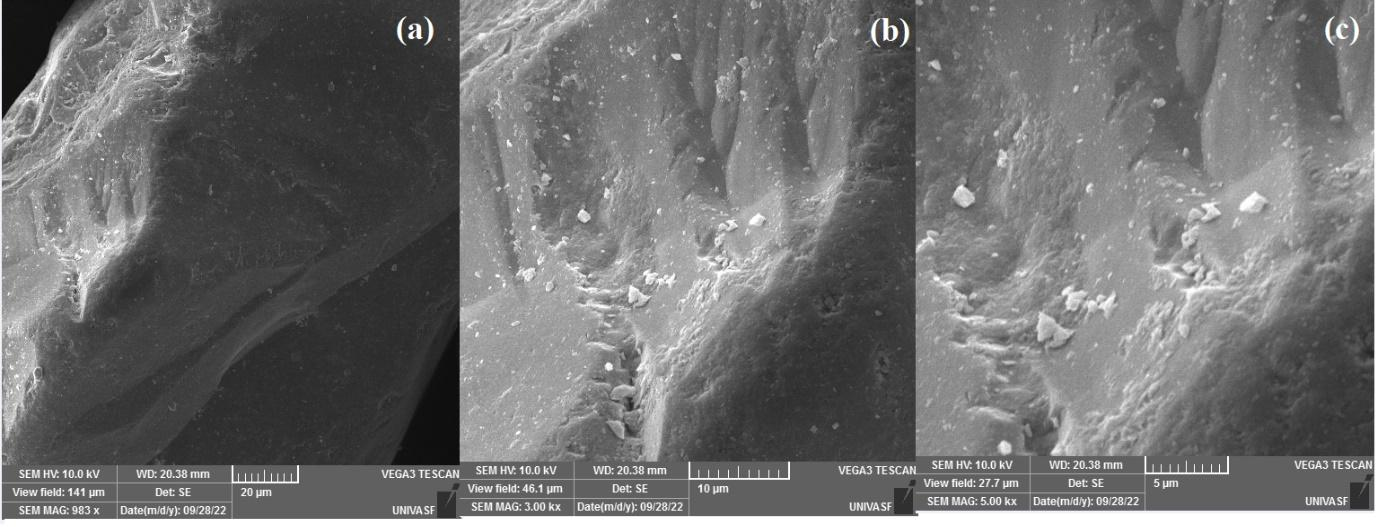 (a)
(b)
(c)
SEM HV: 10.0 kV WD: 20.38 mm VEGA3 TESCAN
View field: 141 µm Det: SE 20 µm
SEM MAG: 983 x Date(m/d/y): 09/28/22 UNIVASF
SEM HV: 10.0 kV WD: 20.38 mm VEGA3 TESCAN
View field: 46.1 µm Det: SE 10 µm
SEM MAG: 3.00 kx Date(m/d/y): 09/28/22 UNIVASF
SEM HV: 10.0 kV WD: 20.38 mm VEGA3 TESCAN
View field: 27.7 µm Det: SE 5 µm
SEM MAG: 5.00 kx Date(m/d/y): 09/28/22 UNIVASF